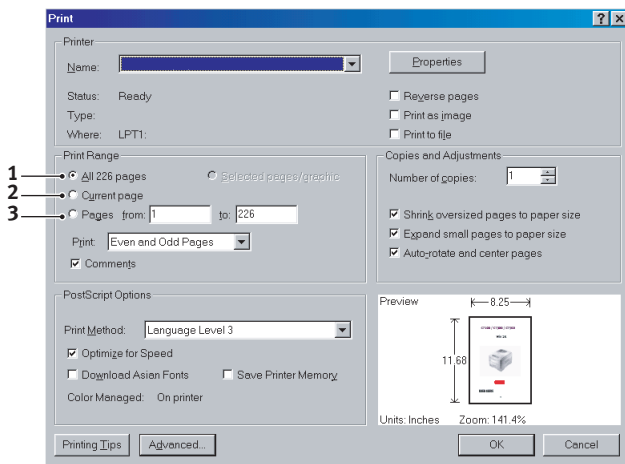 Print
Printer
Name:
Properties
Status: Ready
Type:
Where: LPT1:
Reverse pages
Print as image
Print to file
Print Range
1 All 226 pages Selected pages/graphic
2 Current page
3 Pages from: 1 to: 226
Print: Even and Odd Pages
Comments
Copies and Adjustments
Number of copies: 1
Shrink oversized pages to paper size
Expand small pages to paper size
Auto-rotate and center pages
PostScript Options
Print Method: Language Level 3
Optimize for Speed
Download Asian Fonts Save Printer Memory
Color Managed: On printer
Preview
8.25
11.68
Units: Inches Zoom: 141.4%
Printing Tips Advanced... OK Cancel